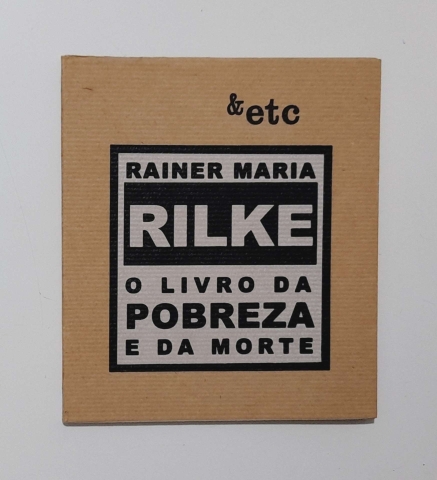 &etc
RAINER MARIA
RILKE
O LIVRO DA
POBREZA
E DA MORTE